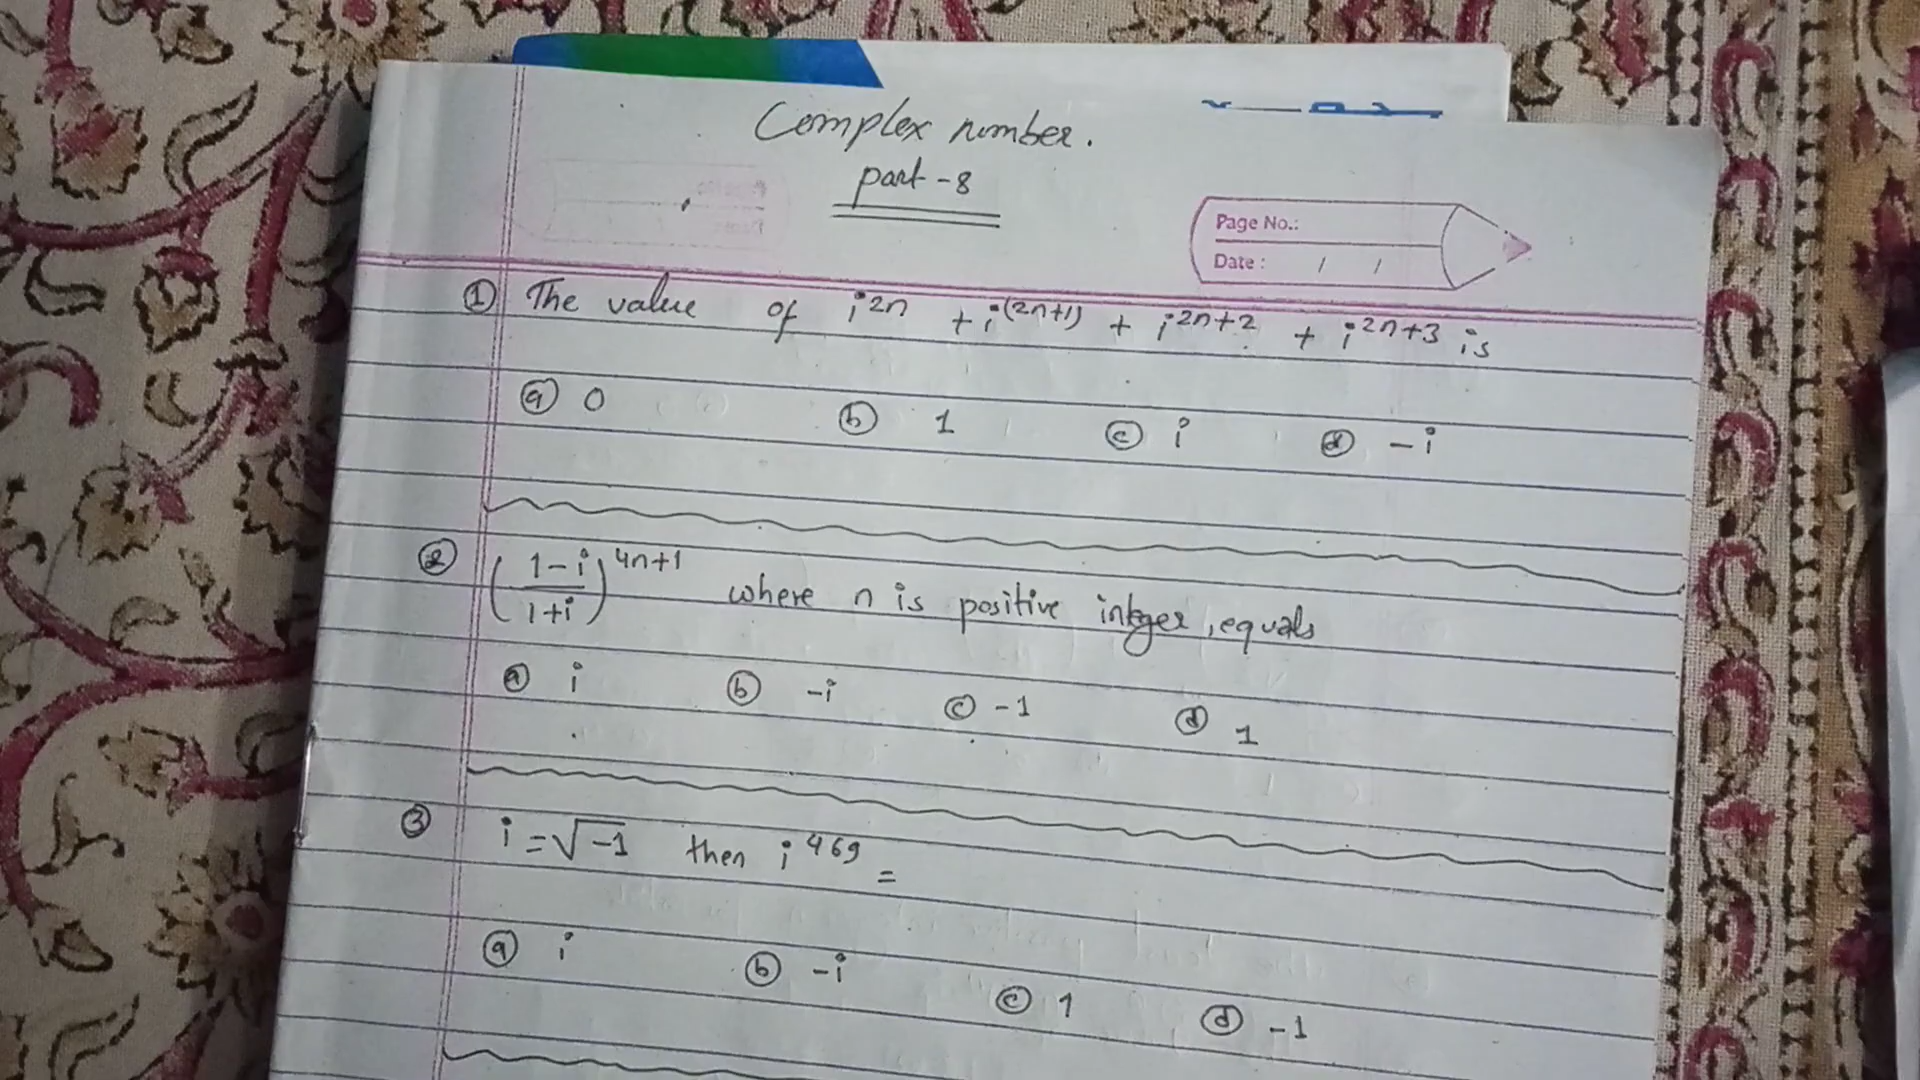 Complex number.
part - 8
Page No.:
Date : / /
① The value of i^2n + i^(2n+1) + i^2n+2 + i^2n+3 is
ⓐ 0 ⓑ 1 ⓒ i ⓓ -i
② (1-i/1+i)^4n+1 where n is positive integer, equals
ⓐ i ⓑ -i ⓒ -1 ⓓ 1
③ i = √-1 then i^469 =
ⓐ i ⓑ -i ⓒ 1 ⓓ -1